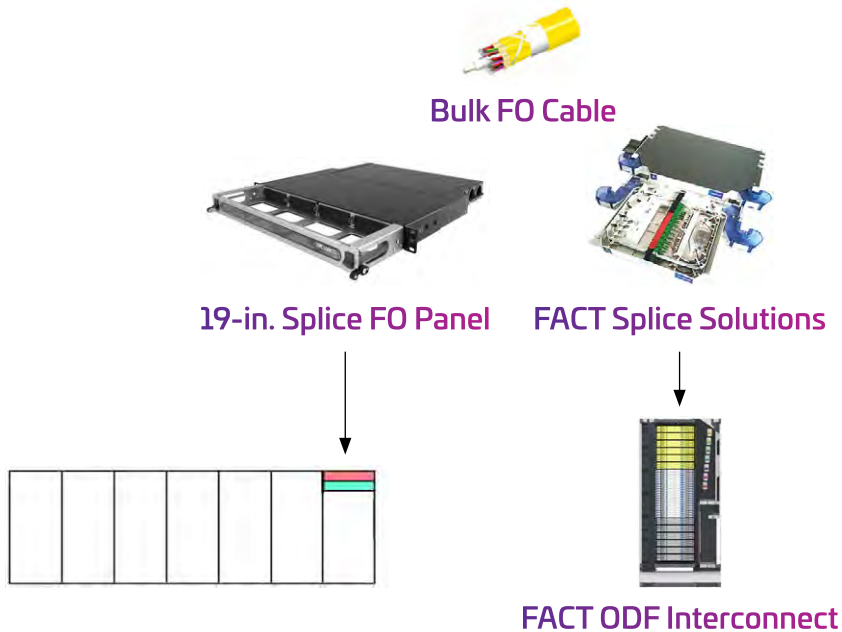 Bulk FO Cable
19-in. Splice FO Panel
FACT Splice Solutions
FACT ODF Interconnect